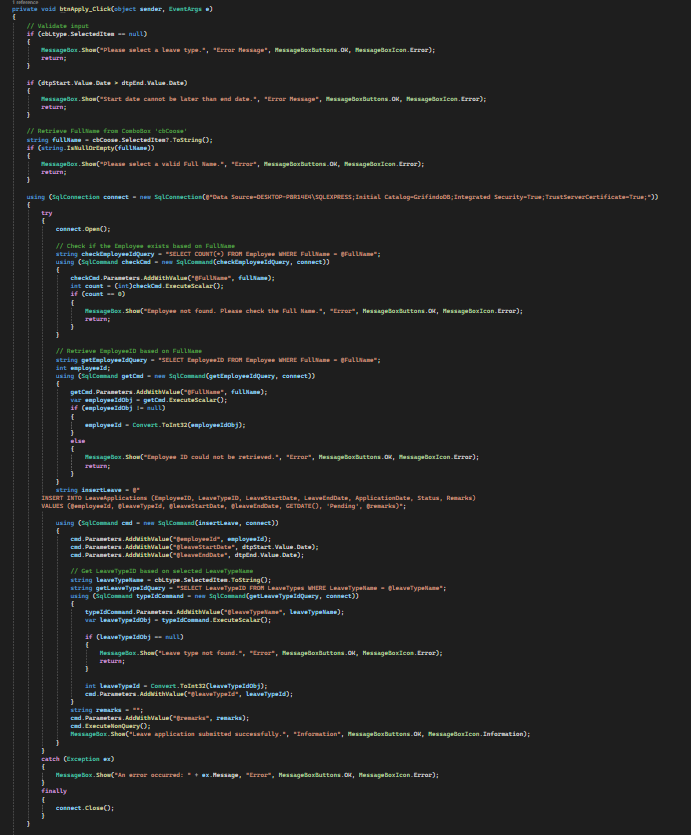 1 reference
private void btnApply_Click(object sender, EventArgs e)
{
// Validate input
if (cbLtype.SelectedItem == null)
{
MessageBox.Show("Please select a leave type.", "Error Message", MessageBoxButtons.OK, MessageBoxIcon.Error);
return;
}
if (dtpStart.Value.Date > dtpEnd.Value.Date)
{
MessageBox.Show("Start date cannot be later than end date.", "Error Message", MessageBoxButtons.OK, MessageBoxIcon.Error);
return;
}
// Retrieve FullName from ComboBox 'cbCoose'
string fullName = cbCoose.SelectedItem?.ToString();
if (string.IsNullOrEmpty(fullName))
{
MessageBox.Show("Please select a valid Full Name.", "Error", MessageBoxButtons.OK, MessageBoxIcon.Error);
return;
}
using (SqlConnection connect = new SqlConnection(@"Data Source=\SQLEXPRESS;Initial Catalog=GrifindoDB;Integrated Security=True;TrustServerCertificate=True;"))
{
try
{
connect.Open();
// Check if the Employee exists based on FullName
string checkEmployeeIdQuery = "SELECT COUNT(*) FROM Employee WHERE FullName = @FullName";
using (SqlCommand checkCmd = new SqlCommand(checkEmployeeIdQuery, connect))
{
checkCmd.Parameters.AddWithValue("@FullName", fullName);
int count = (int)checkCmd.ExecuteScalar();
if (count == 0)
{
MessageBox.Show("Employee not found. Please check the Full Name.", "Error", MessageBoxButtons.OK, MessageBoxIcon.Error);
return;
}
}
// Retrieve EmployeeID based on FullName
string getEmployeeIdQuery = "SELECT EmployeeID FROM Employee WHERE FullName = @FullName";
int employeeId;
using (SqlCommand getCmd = new SqlCommand(getEmployeeIdQuery, connect))
{
getCmd.Parameters.AddWithValue("@FullName", fullName);
var employeeIdObj = getCmd.ExecuteScalar();
if (employeeIdObj != null)
{
employeeId = Convert.ToInt32(employeeIdObj);
}
else
{
MessageBox.Show("Employee ID could not be retrieved.", "Error", MessageBoxButtons.OK, MessageBoxIcon.Error);
return;
}
}
string insertLeave = @"
INSERT INTO LeaveApplications (EmployeeID, LeaveTypeID, LeaveStartDate, LeaveEndDate, ApplicationDate, Status, Remarks)
VALUES (@employeeId, @leaveTypeId, @leaveStartDate, @leaveEndDate, GETDATE(), 'Pending', @remarks)";
using (SqlCommand cmd = new SqlCommand(insertLeave, connect))
{
cmd.Parameters.AddWithValue("@employeeId", employeeId);
cmd.Parameters.AddWithValue("@leaveStartDate", dtpStart.Value.Date);
cmd.Parameters.AddWithValue("@leaveEndDate", dtpEnd.Value.Date);
// Get LeaveTypeID based on selected LeaveTypeName
string leaveTypeName = cbLtype.SelectedItem.ToString();
string getLeaveTypeIdQuery = "SELECT LeaveTypeID FROM LeaveTypes WHERE LeaveTypeName = @leaveTypeName";
using (SqlCommand typeIdCommand = new SqlCommand(getLeaveTypeIdQuery, connect))
{
typeIdCommand.Parameters.AddWithValue("@leaveTypeName", leaveTypeName);
var leaveTypeIdObj = typeIdCommand.ExecuteScalar();
if (leaveTypeIdObj == null)
{
MessageBox.Show("Leave type not found.", "Error", MessageBoxButtons.OK, MessageBoxIcon.Error);
return;
}
int leaveTypeId = Convert.ToInt32(leaveTypeIdObj);
cmd.Parameters.AddWithValue("@leaveTypeId", leaveTypeId);
}
string remarks = "";
cmd.Parameters.AddWithValue("@remarks", remarks);
cmd.ExecuteNonQuery();
MessageBox.Show("Leave application submitted successfully.", "Information", MessageBoxButtons.OK, MessageBoxIcon.Information);
}
}
catch (Exception ex)
{
MessageBox.Show("An error occurred: " + ex.Message, "Error", MessageBoxButtons.OK, MessageBoxIcon.Error);
}
finally
{
connect.Close();
}
}